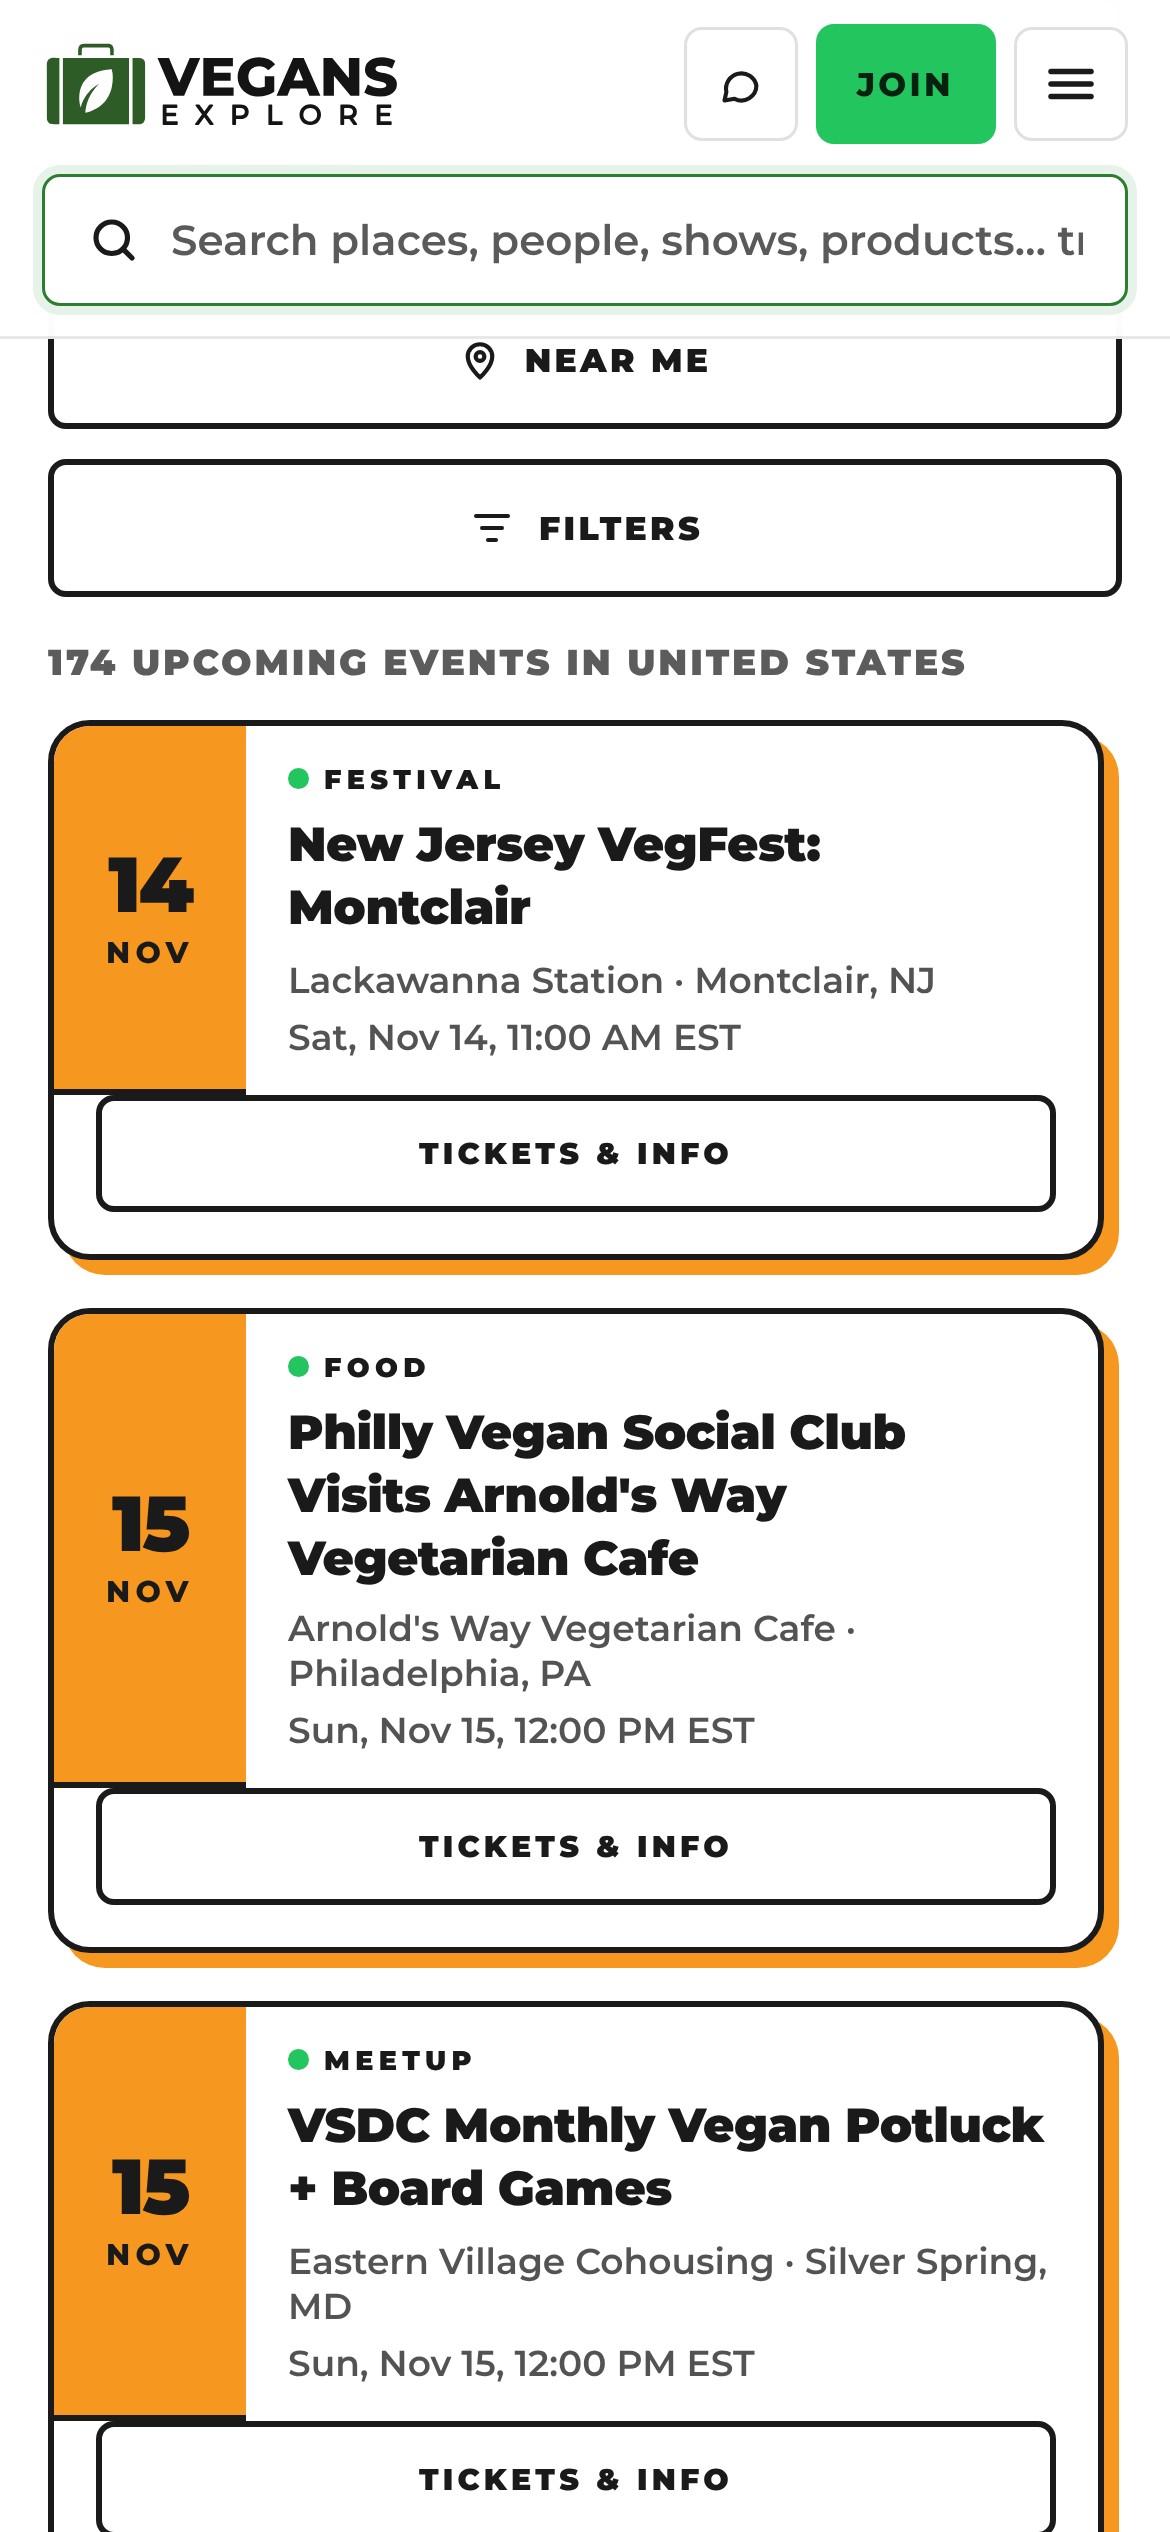 VEGANS
EXPLORE
JOIN
Search places, people, shows, products...
NEAR ME
FILTERS
174 UPCOMING EVENTS IN UNITED STATES
14
NOV
FESTIVAL
New Jersey VegFest:
Montclair
Lackawanna Station · Montclair, NJ
Sat, Nov 14, 11:00 AM EST
TICKETS & INFO
15
NOV
FOOD
Philly Vegan Social Club
Visits Arnold's Way
Vegetarian Cafe
Arnold's Way Vegetarian Cafe ·
Philadelphia, PA
Sun, Nov 15, 12:00 PM EST
TICKETS & INFO
15
NOV
MEETUP
VSDC Monthly Vegan Potluck
+ Board Games
Eastern Village Cohousing · Silver Spring,
MD
Sun, Nov 15, 12:00 PM EST
TICKETS & INFO